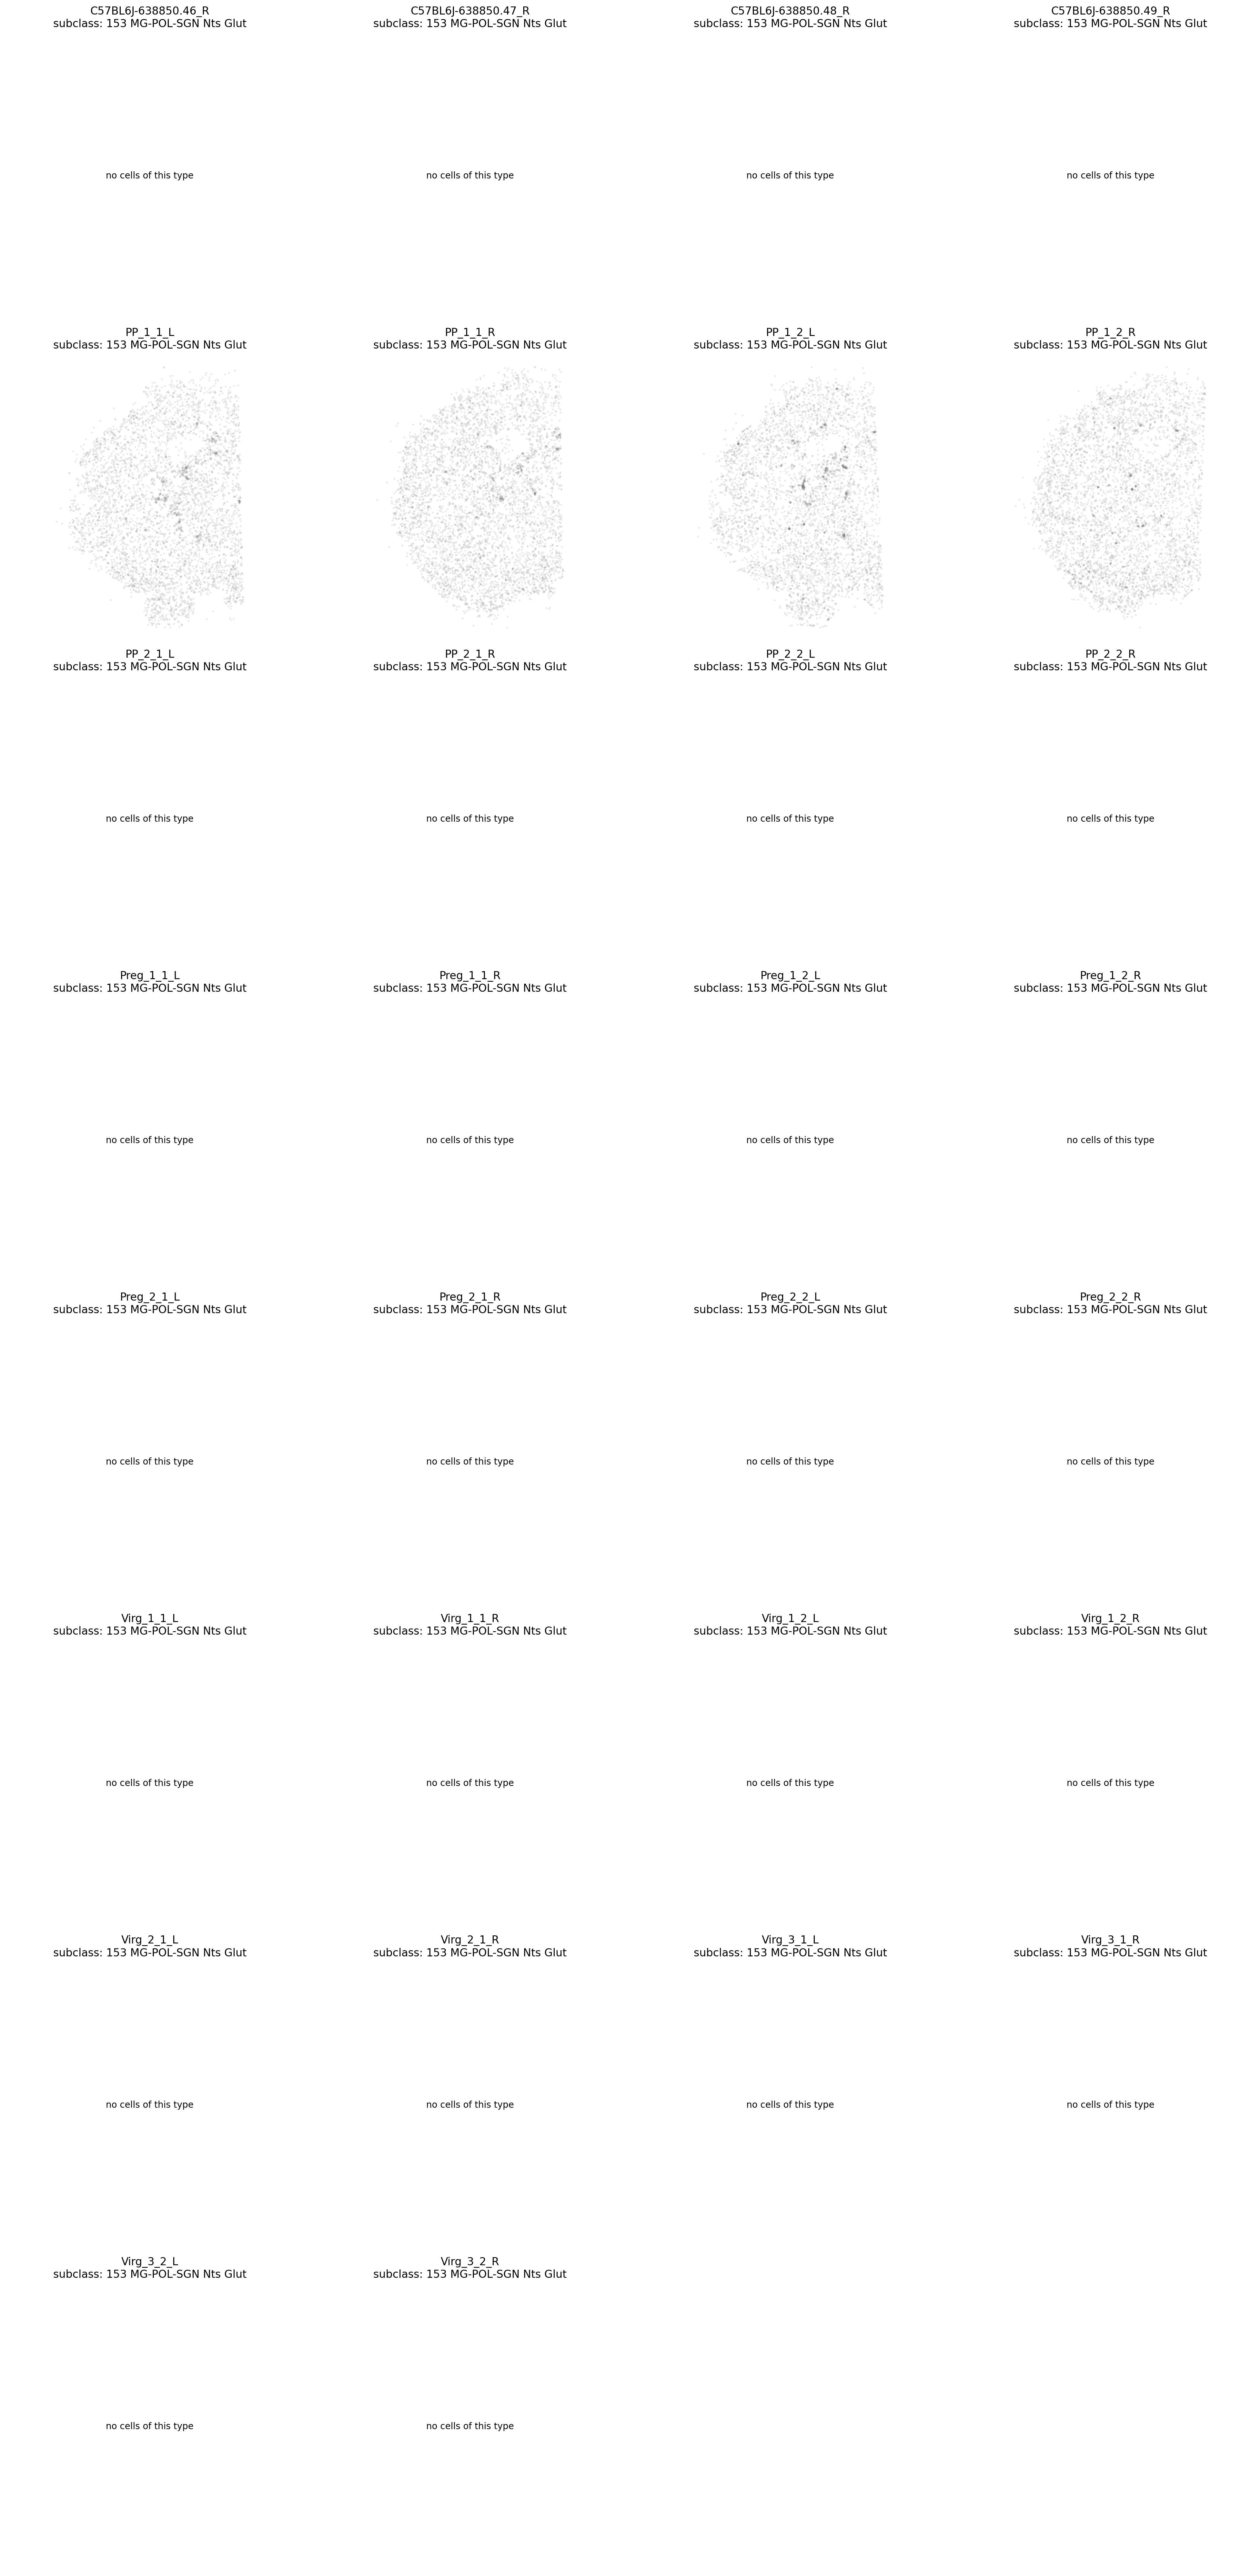 C57BL6J-638850.46_R
subclass: 153 MG-POL-SGN Nts Glut
C57BL6J-638850.47_R
subclass: 153 MG-POL-SGN Nts Glut
C57BL6J-638850.48_R
subclass: 153 MG-POL-SGN Nts Glut
C57BL6J-638850.49_R
subclass: 153 MG-POL-SGN Nts Glut
no cells of this type
no cells of this type
no cells of this type
no cells of this type
PP_1_1_L
subclass: 153 MG-POL-SGN Nts Glut
PP_1_1_R
subclass: 153 MG-POL-SGN Nts Glut
PP_1_2_L
subclass: 153 MG-POL-SGN Nts Glut
PP_1_2_R
subclass: 153 MG-POL-SGN Nts Glut
PP_2_1_L
subclass: 153 MG-POL-SGN Nts Glut
PP_2_1_R
subclass: 153 MG-POL-SGN Nts Glut
PP_2_2_L
subclass: 153 MG-POL-SGN Nts Glut
PP_2_2_R
subclass: 153 MG-POL-SGN Nts Glut
no cells of this type
no cells of this type
no cells of this type
no cells of this type
Preg_1_1_L
subclass: 153 MG-POL-SGN Nts Glut
Preg_1_1_R
subclass: 153 MG-POL-SGN Nts Glut
Preg_1_2_L
subclass: 153 MG-POL-SGN Nts Glut
Preg_1_2_R
subclass: 153 MG-POL-SGN Nts Glut
no cells of this type
no cells of this type
no cells of this type
no cells of this type
Preg_2_1_L
subclass: 153 MG-POL-SGN Nts Glut
Preg_2_1_R
subclass: 153 MG-POL-SGN Nts Glut
Preg_2_2_L
subclass: 153 MG-POL-SGN Nts Glut
Preg_2_2_R
subclass: 153 MG-POL-SGN Nts Glut
no cells of this type
no cells of this type
no cells of this type
no cells of this type
Virg_1_1_L
subclass: 153 MG-POL-SGN Nts Glut
Virg_1_1_R
subclass: 153 MG-POL-SGN Nts Glut
Virg_1_2_L
subclass: 153 MG-POL-SGN Nts Glut
Virg_1_2_R
subclass: 153 MG-POL-SGN Nts Glut
no cells of this type
no cells of this type
no cells of this type
no cells of this type
Virg_2_1_L
subclass: 153 MG-POL-SGN Nts Glut
Virg_2_1_R
subclass: 153 MG-POL-SGN Nts Glut
Virg_3_1_L
subclass: 153 MG-POL-SGN Nts Glut
Virg_3_1_R
subclass: 153 MG-POL-SGN Nts Glut
no cells of this type
no cells of this type
no cells of this type
no cells of this type
Virg_3_2_L
subclass: 153 MG-POL-SGN Nts Glut
Virg_3_2_R
subclass: 153 MG-POL-SGN Nts Glut
no cells of this type
no cells of this type